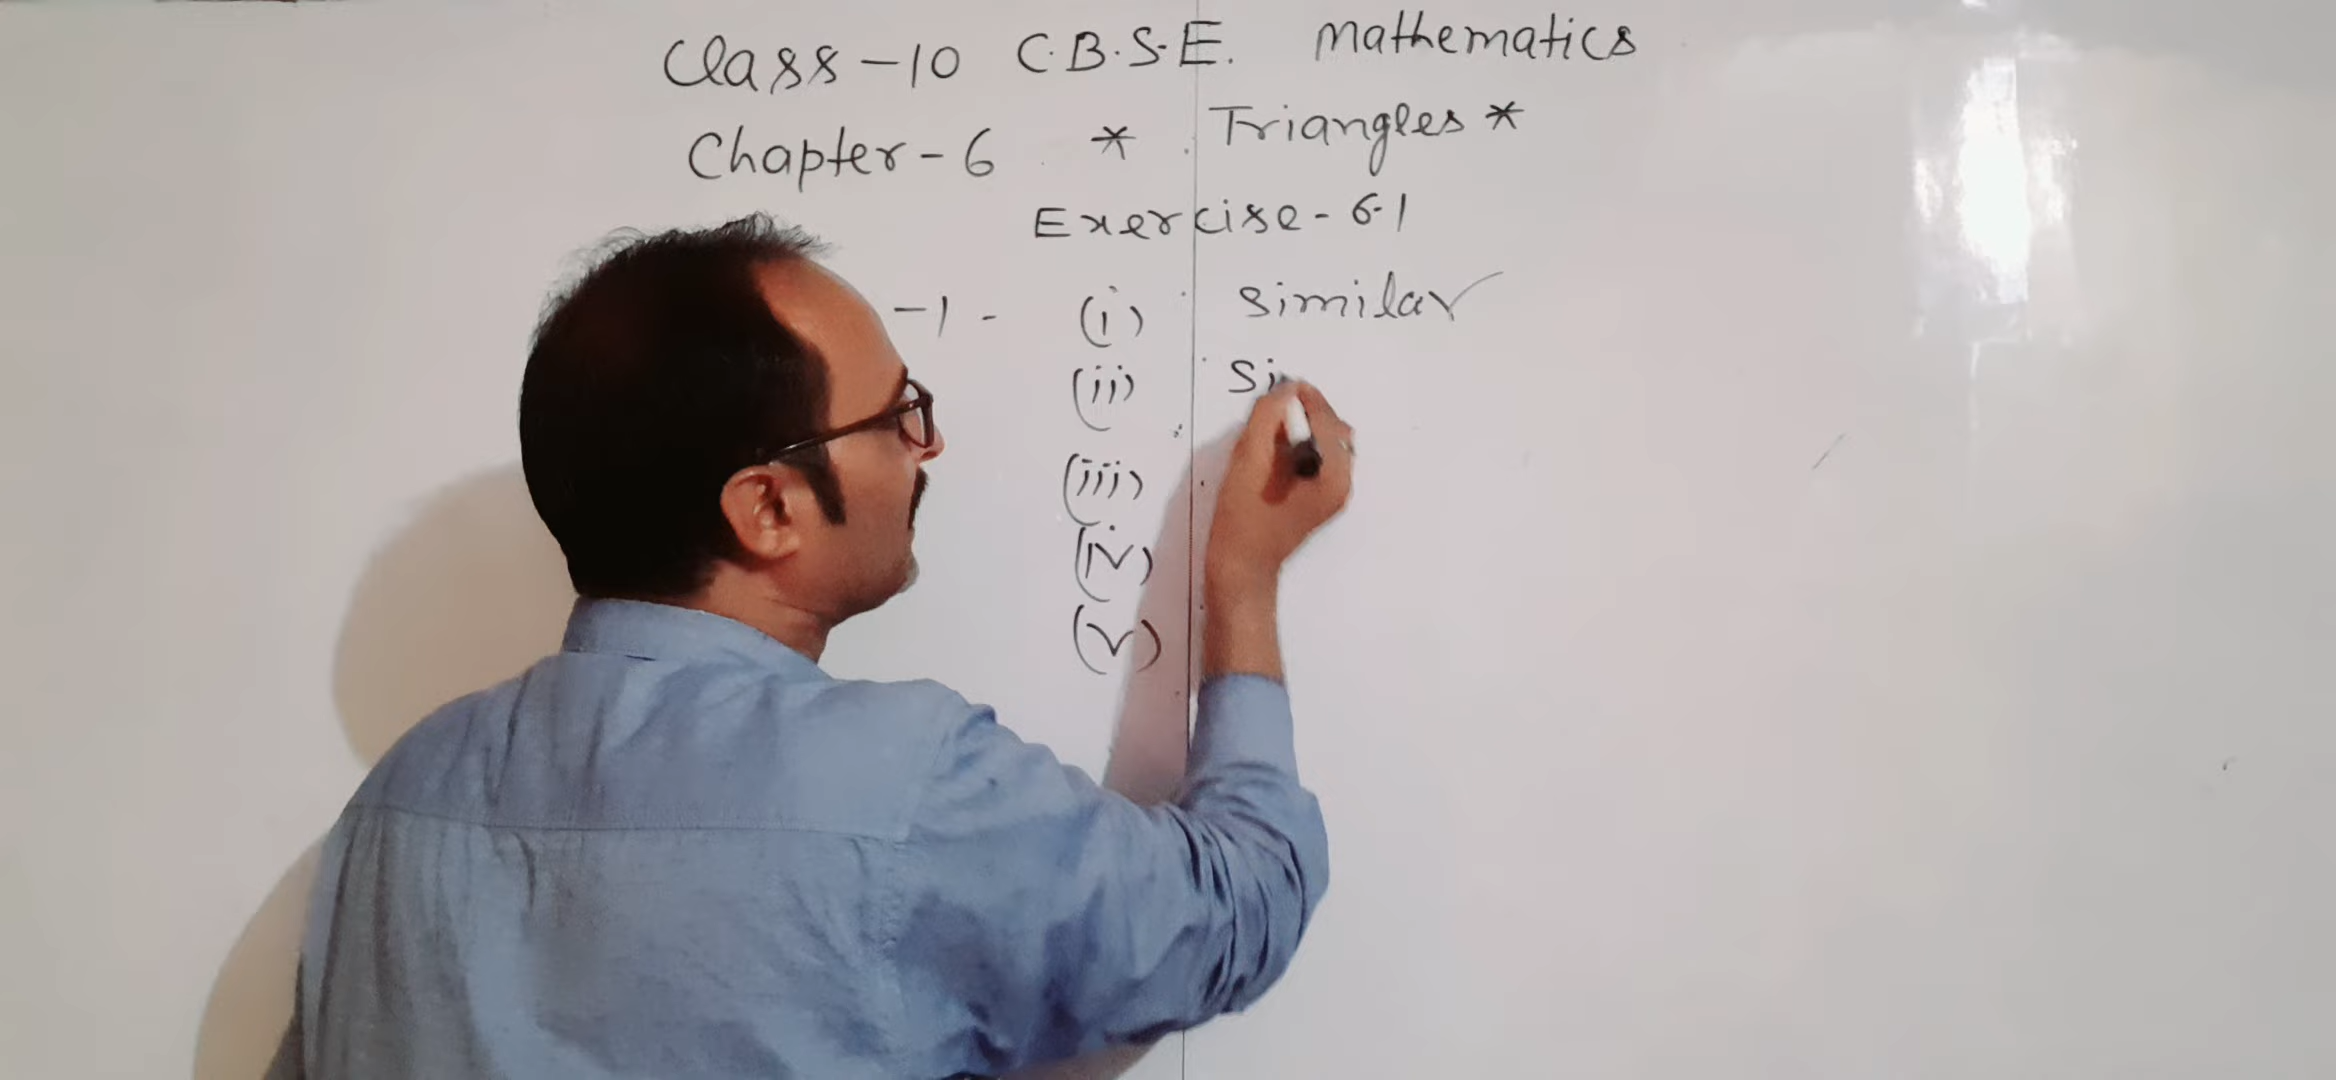 Class-10 C.B.S.E. mathematics
Chapter-6 * Triangles *
Exercise-6.1
-1- (i) Similar
(ii) Si
(iii)
(iv)
(v)